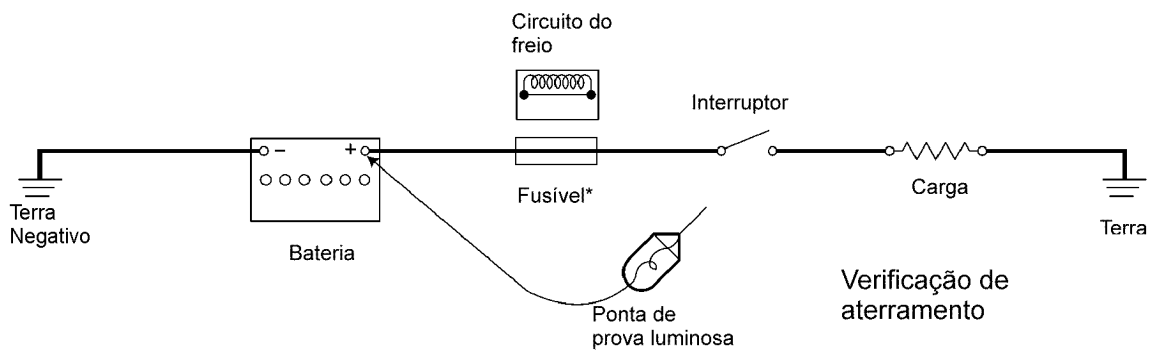 Circuito do
freio
Interruptor
− +
Fusível*
Carga
Terra
Negativo
Terra
Bateria
Verificação de
aterramento
Ponta de
prova luminosa